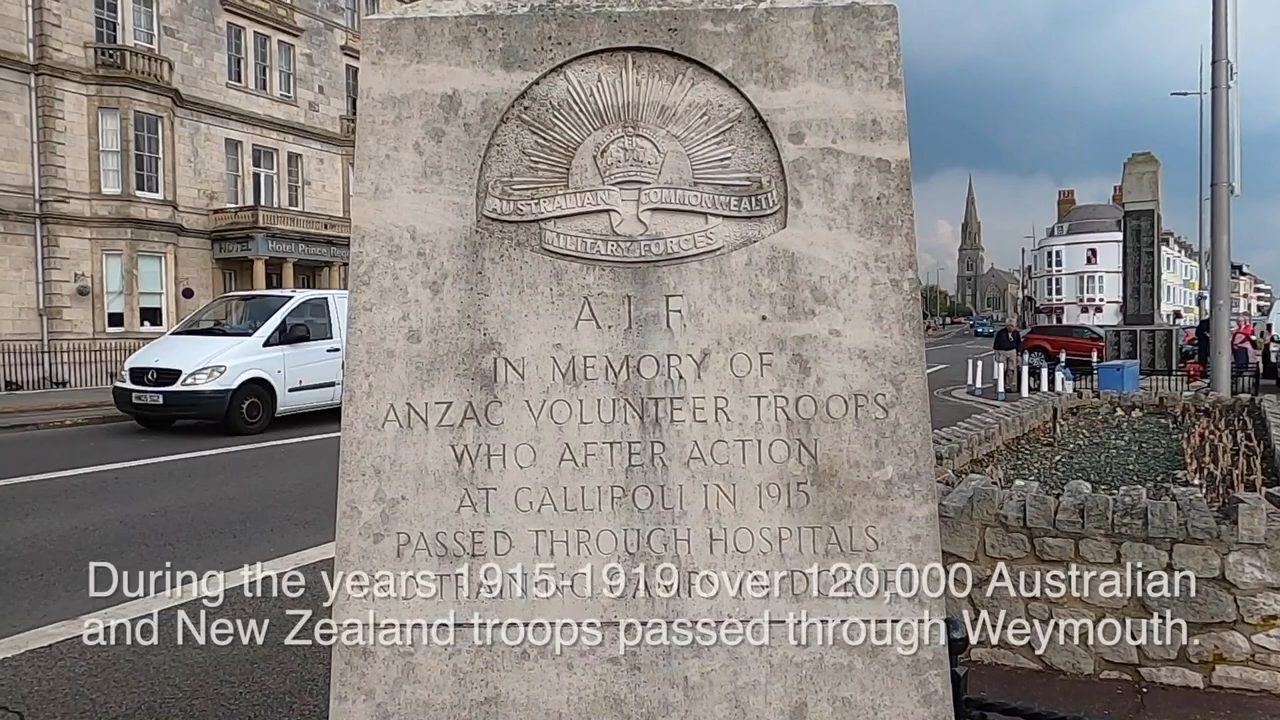 AUSTRALIAN COMMONWEALTH
MILITARY FORCES
A I F
IN MEMORY OF
ANZAC VOLUNTEER TROOPS
WHO AFTER ACTION
AT GALLIPOLI IN 1915
PASSED THROUGH HOSPITALS
HOTEL Hotel Prince
During the years 1915-1919 over 120,000 Australian
and New Zealand troops passed through Weymouth.